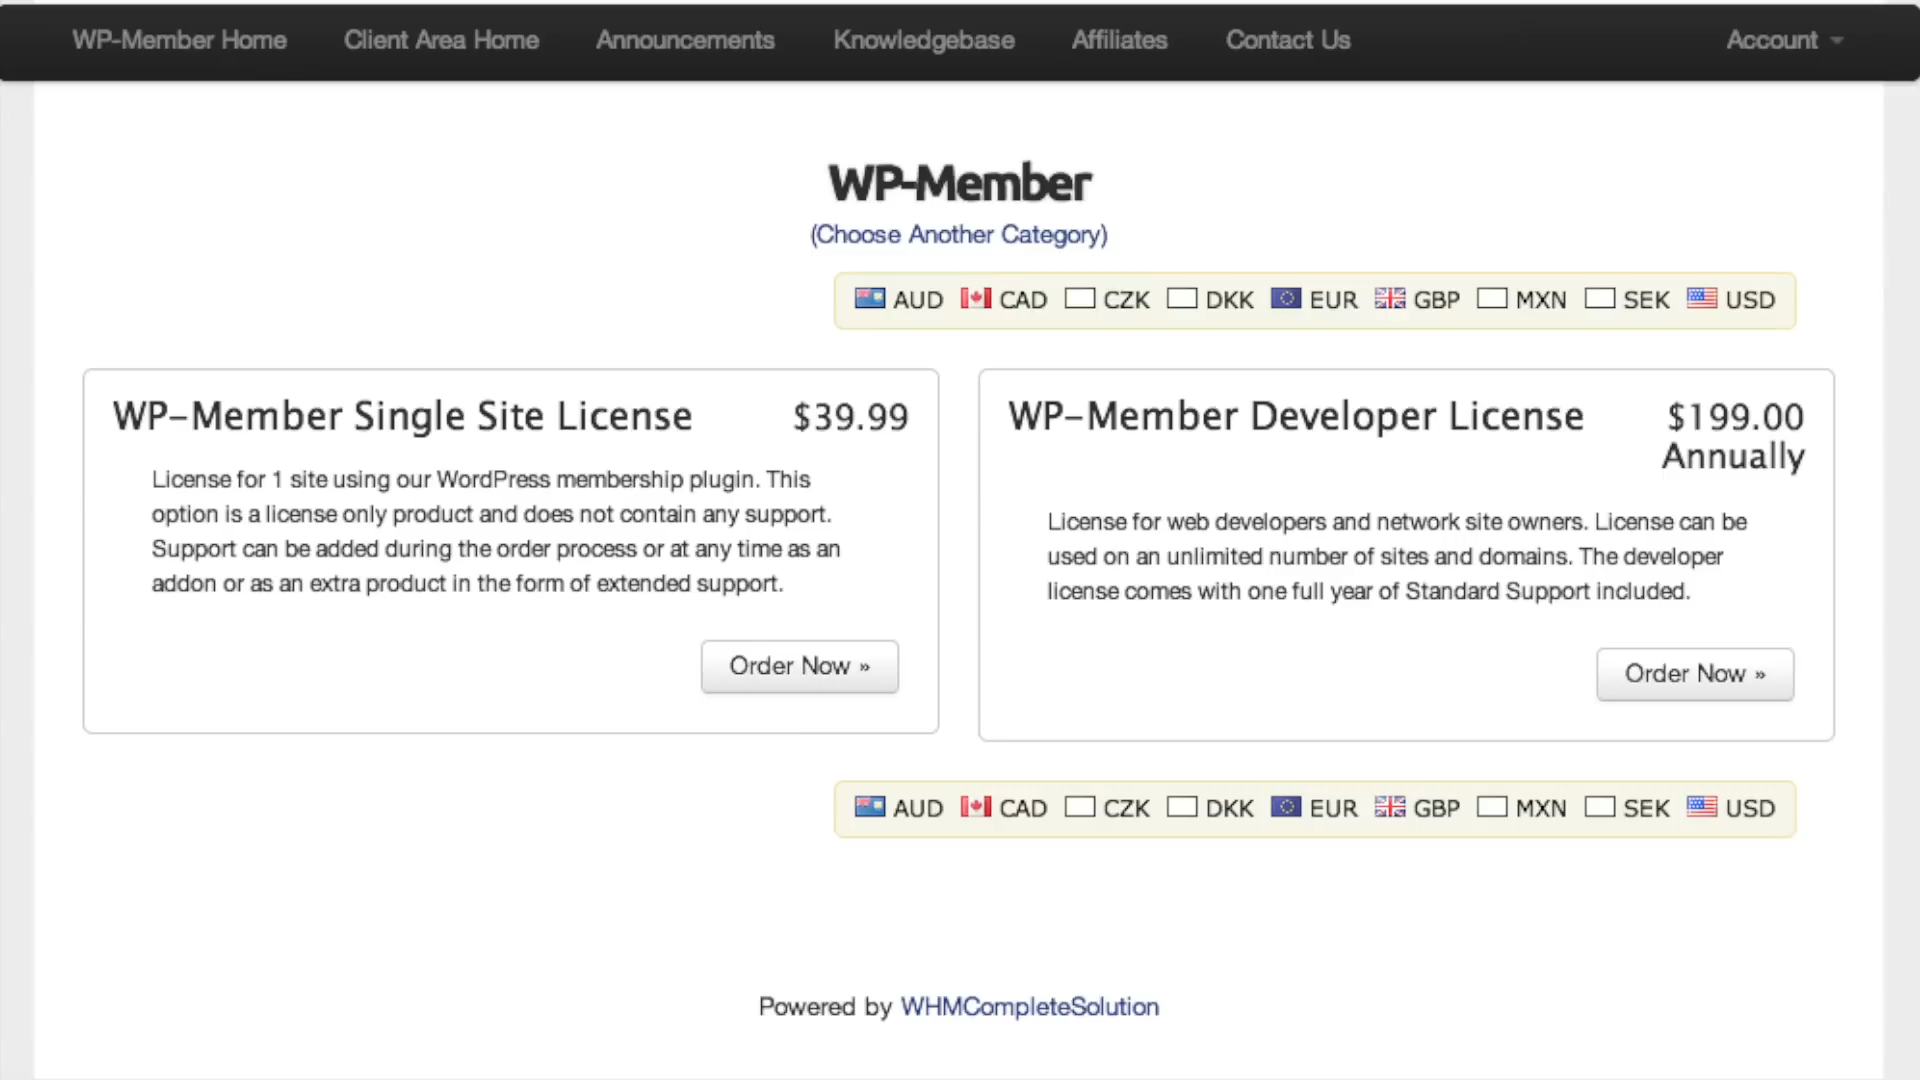 WP-Member Home Client Area Home Announcements Knowledgebase Affiliates Contact Us Account
WP-Member
(Choose Another Category)
AUD CAD CZK DKK EUR GBP MXN SEK USD
WP-Member Single Site License $39.99
License for 1 site using our WordPress membership plugin. This
option is a license only product and does not contain any support.
Support can be added during the order process or at any time as an
addon or as an extra product in the form of extended support.
Order Now »
WP-Member Developer License $199.00
Annually
License for web developers and network site owners. License can be
used on an unlimited number of sites and domains. The developer
license comes with one full year of Standard Support included.
Order Now »
AUD CAD CZK DKK EUR GBP MXN SEK USD
Powered by WHMCompleteSolution